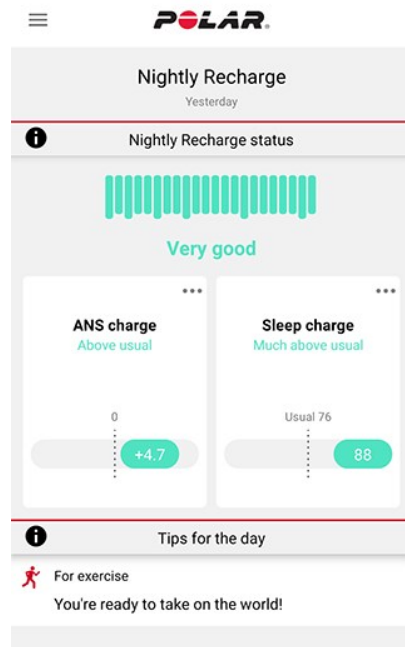 POLAR.
Nightly Recharge
Yesterday
Nightly Recharge status
Very good
ANS charge
Above usual
0
+4.7
Sleep charge
Much above usual
Usual 76
88
Tips for the day
For exercise
You're ready to take on the world!